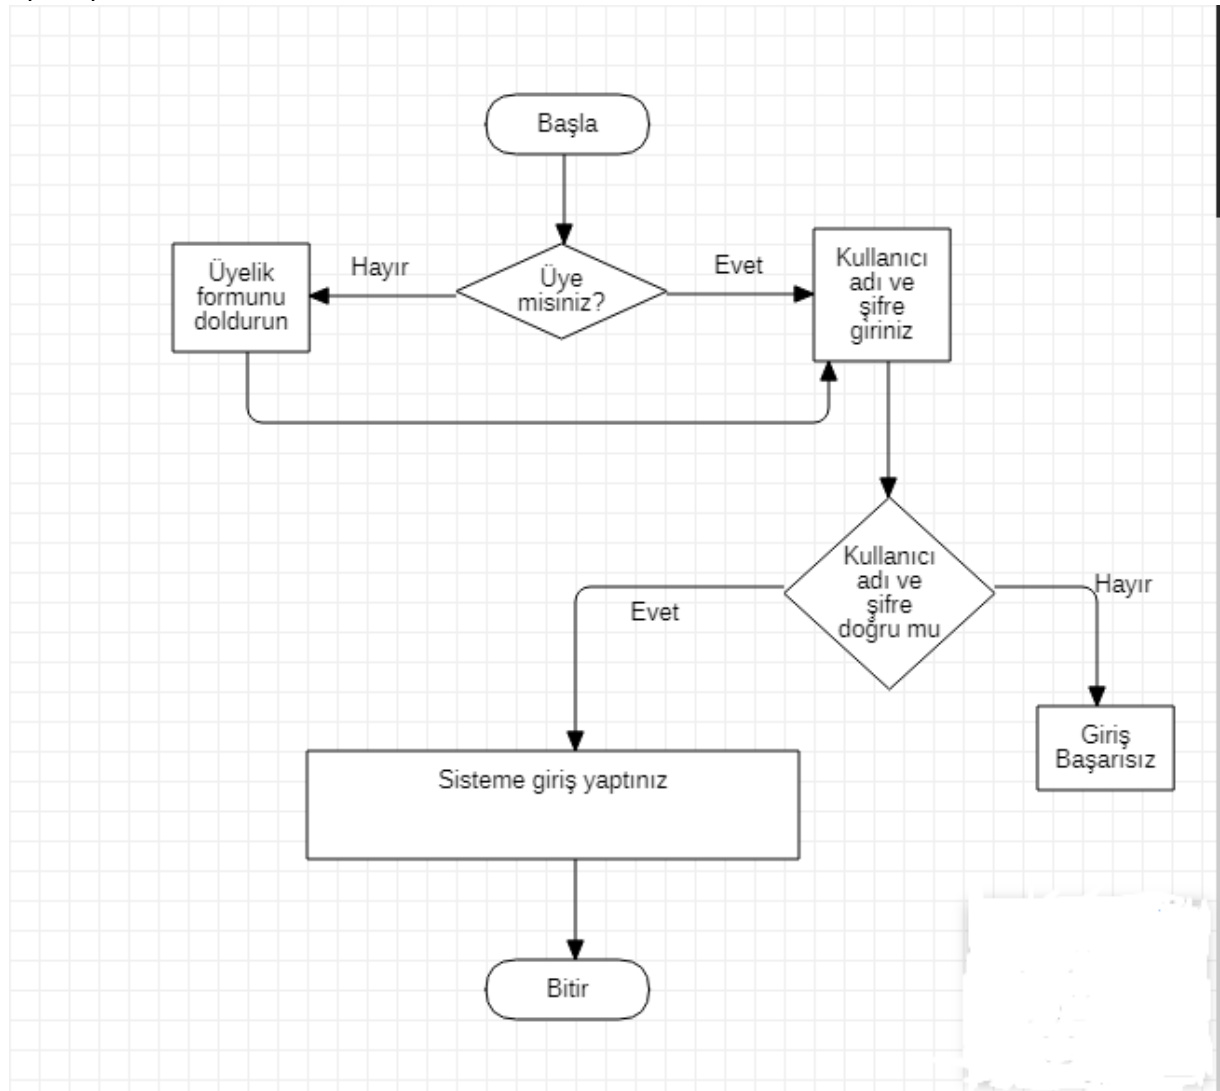 Başla
Üye
misiniz?
Hayır
Evet
Üyelik
formunu
doldurun
Kullanıcı
adı ve
şifre
giriniz
Kullanıcı
adı ve
şifre
doğru mu
Evet
Hayır
Giriş
Başarısız
Sisteme giriş yaptınız
Bitir